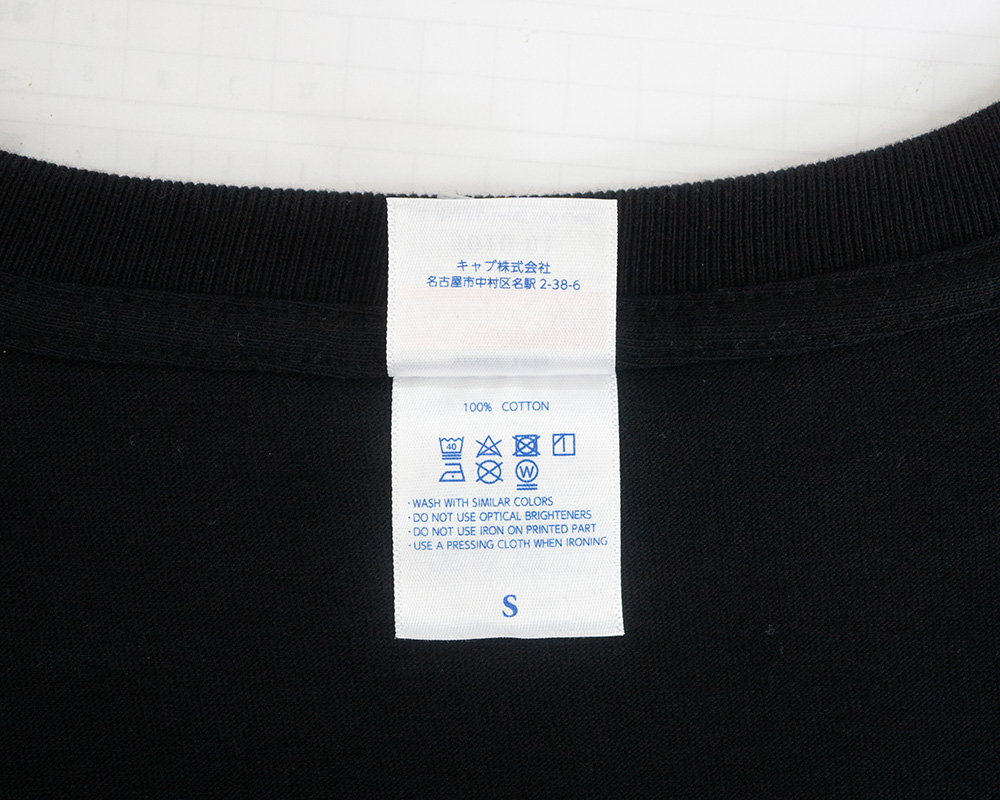 キャブ株式会社
名古屋市中村区名駅 2-38-6
100% COTTON
40
W
· WASH WITH SIMILAR COLORS
· DO NOT USE OPTICAL BRIGHTENERS
· DO NOT USE IRON ON PRINTED PART
· USE A PRESSING CLOTH WHEN IRONING
S